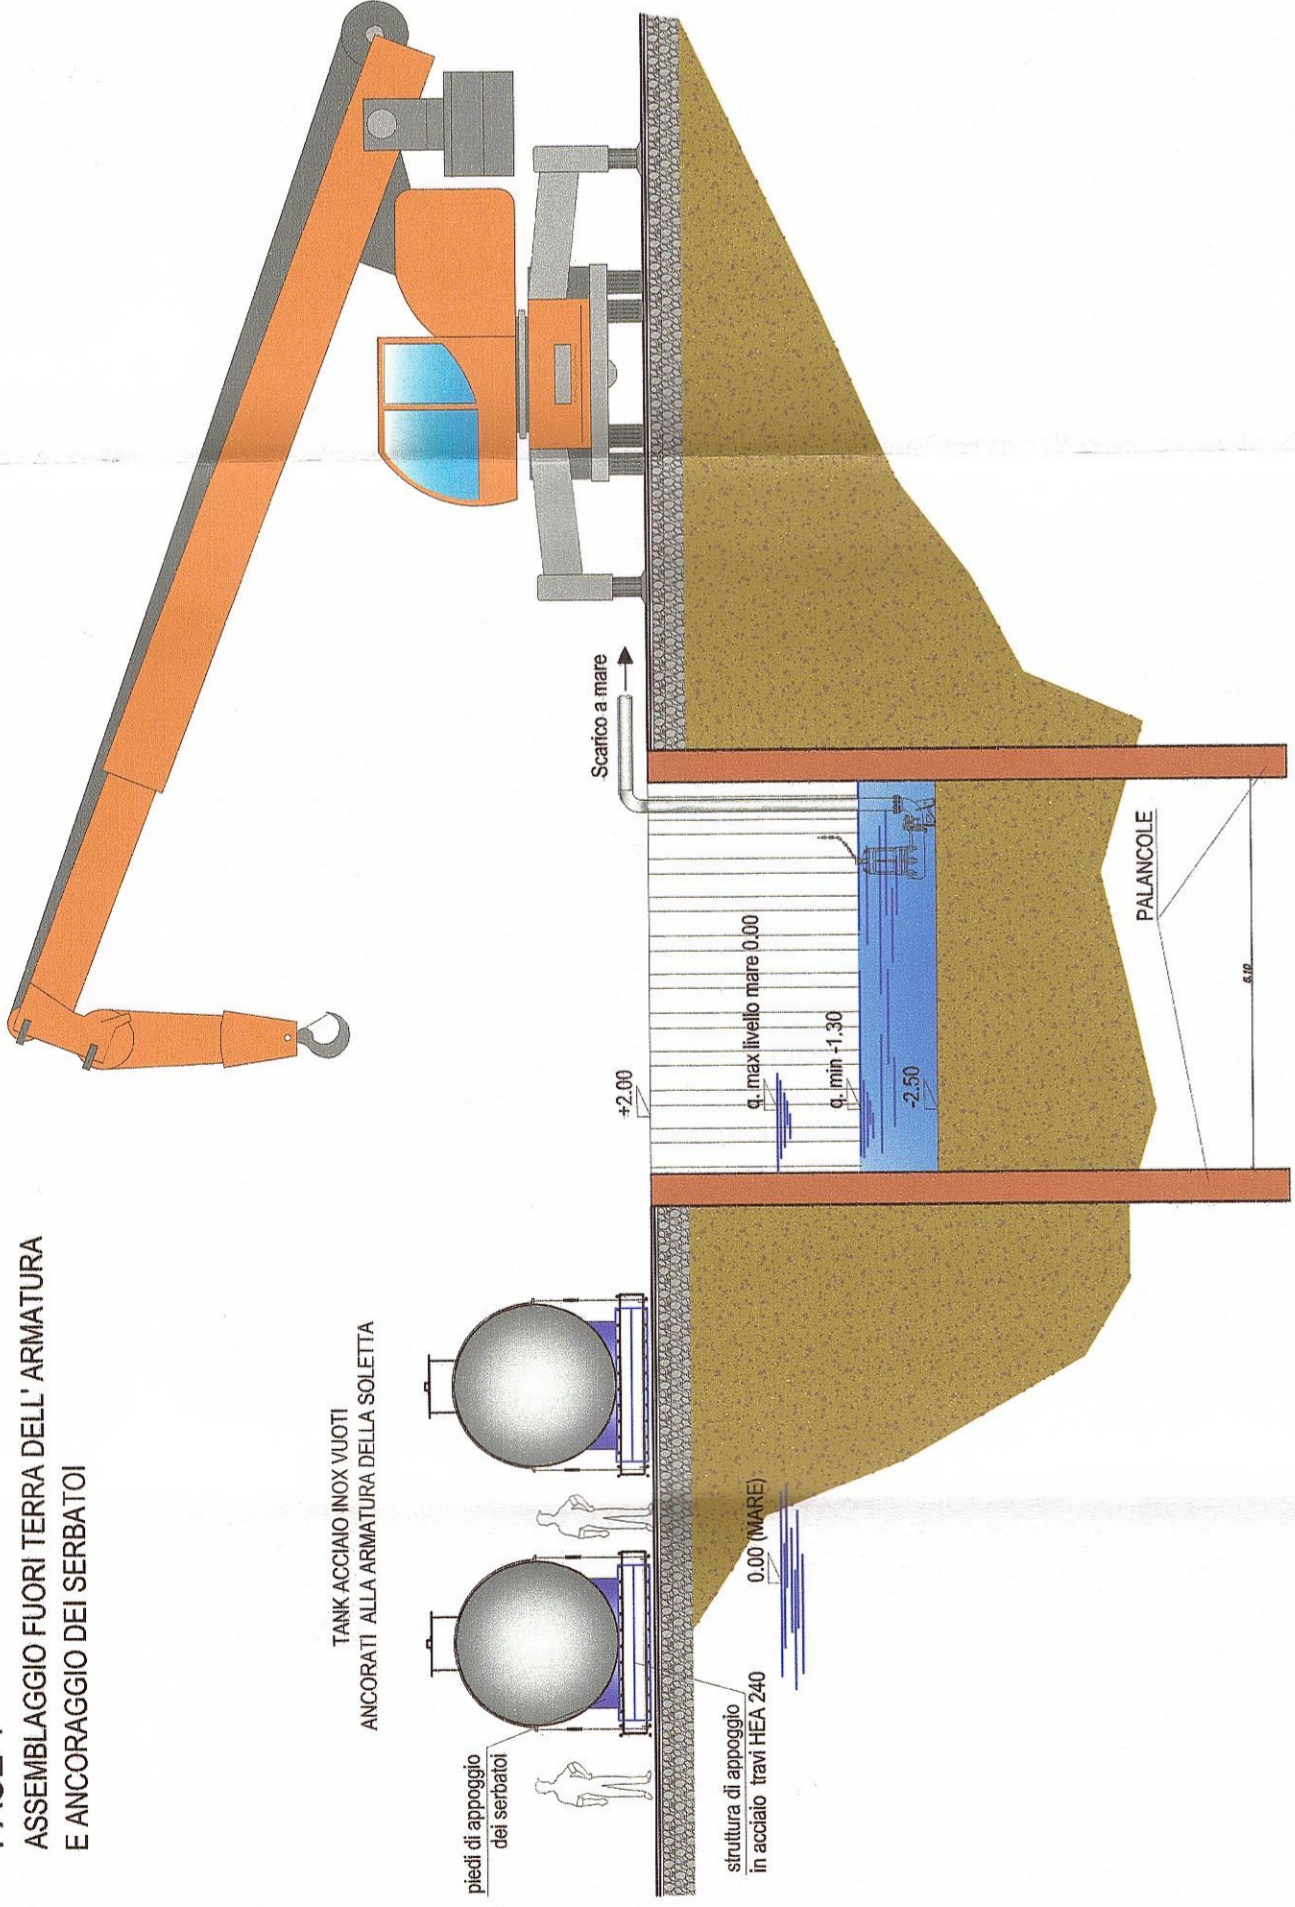 ASSEMBLAGGIO FUORI TERRA DELL' ARMATURA
E ANCORAGGIO DEI SERBATOI
TANK ACCIAIO INOX VUOTI
ANCORATI ALLA ARMATURA DELLA SOLETTA
piedi di appoggio
dei serbatoi
struttura di appoggio
in acciaio travi HEA 240
0.00 (MARE)
+2.00
q. max livello mare 0.00
q. min -1.30
-2.50
Scarico a mare
PALANCOLE
6.10